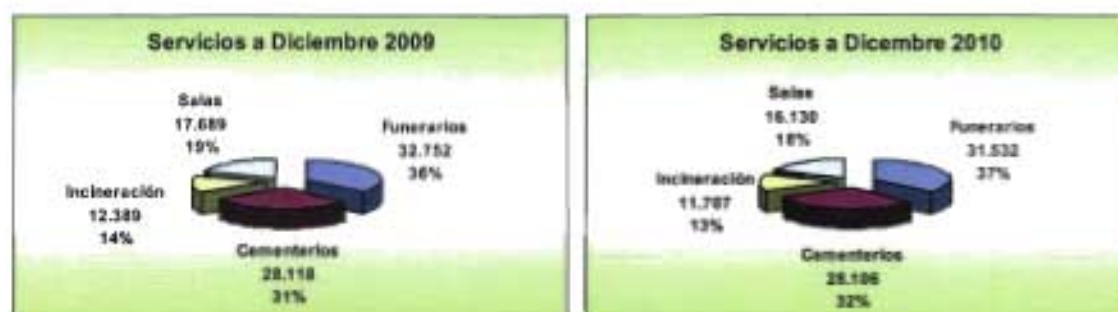 Servicios a Diciembre 2009
Salas
17.689
19%
Funerarios
32.752
36%
Incineración
12.389
14%
Cementerios
28.118
31%
Servicios a Dicembre 2010
Salas
16.130
18%
Funerarios
31.532
37%
Incineración
11.707
13%
Cementerios
28.106
32%